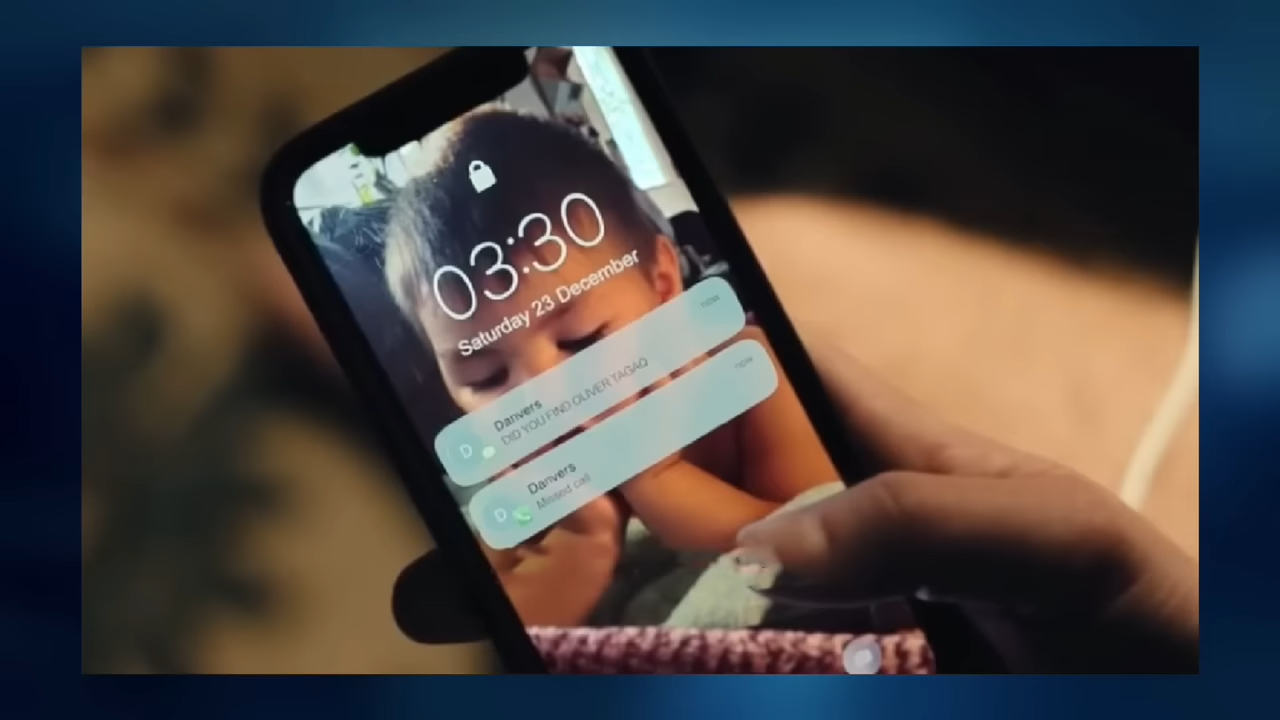 03:30
Saturday 23 December
now
Danvers
DID YOU FIND OLIVER TAGAQ
now
Danvers
D
Missed call
D